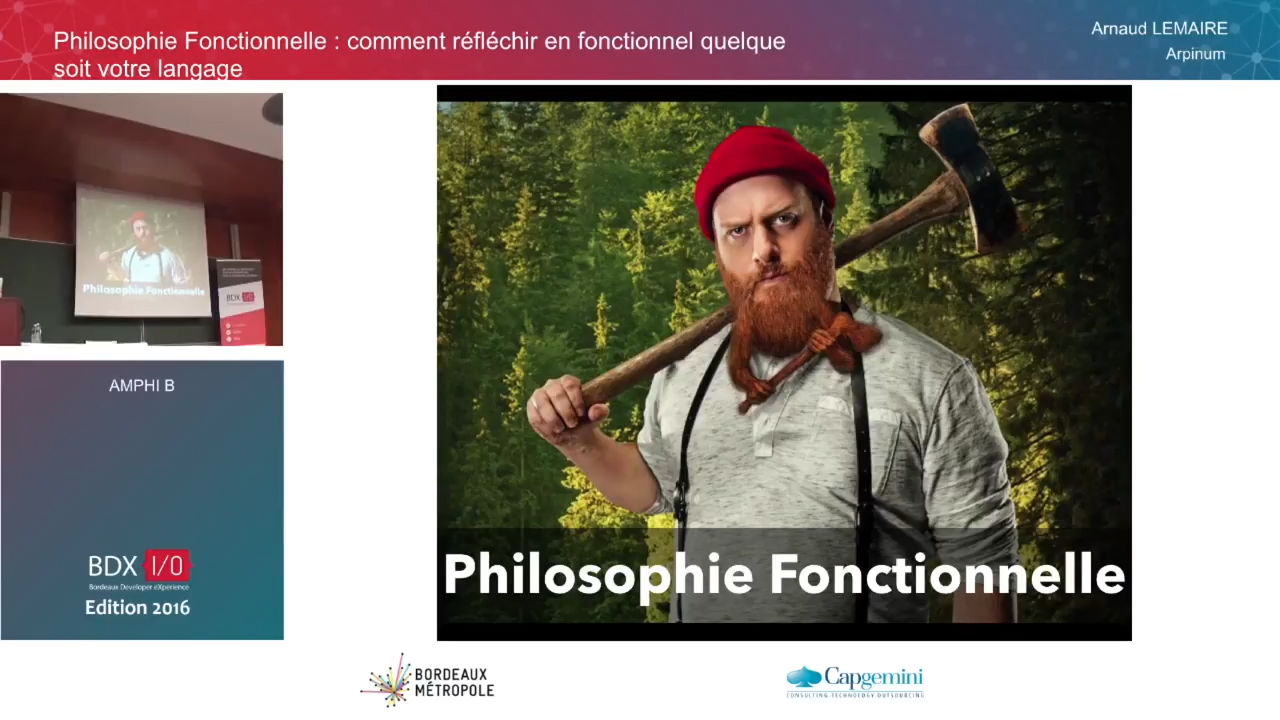 Philosophie Fonctionnelle : comment réfléchir en fonctionnel quelque
soit votre langage
Arnaud LEMAIRE
Arpinum
Philosophie Fonctionnelle
BDX I/O
AMPHI B
BDX I/O
Bordeaux Developer eXperience
Edition 2016
Philosophie Fonctionnelle
BORDEAUX
MÉTROPOLE
Capgemini
CONSULTING.TECHNOLOGY.OUTSOURCING